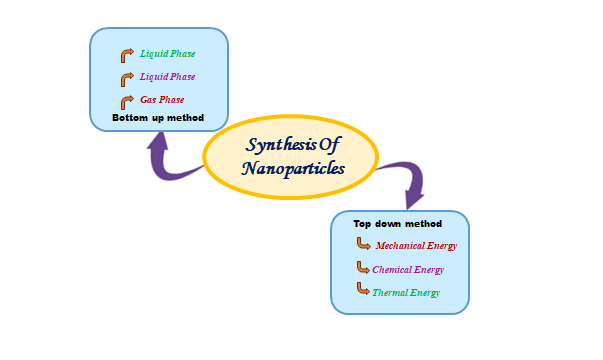 Liquid Phase
Liquid Phase
Gas Phase
Bottom up method
Synthesis Of
Nanoparticles
Top down method
Mechanical Energy
Chemical Energy
Thermal Energy